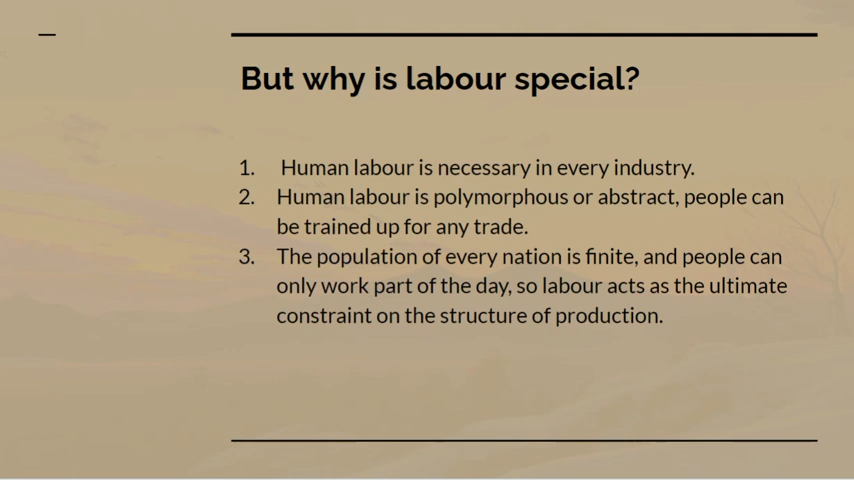 But why is labour special?
1. Human labour is necessary in every industry.
2. Human labour is polymorphous or abstract, people can
be trained up for any trade.
3. The population of every nation is finite, and people can
only work part of the day, so labour acts as the ultimate
constraint on the structure of production.